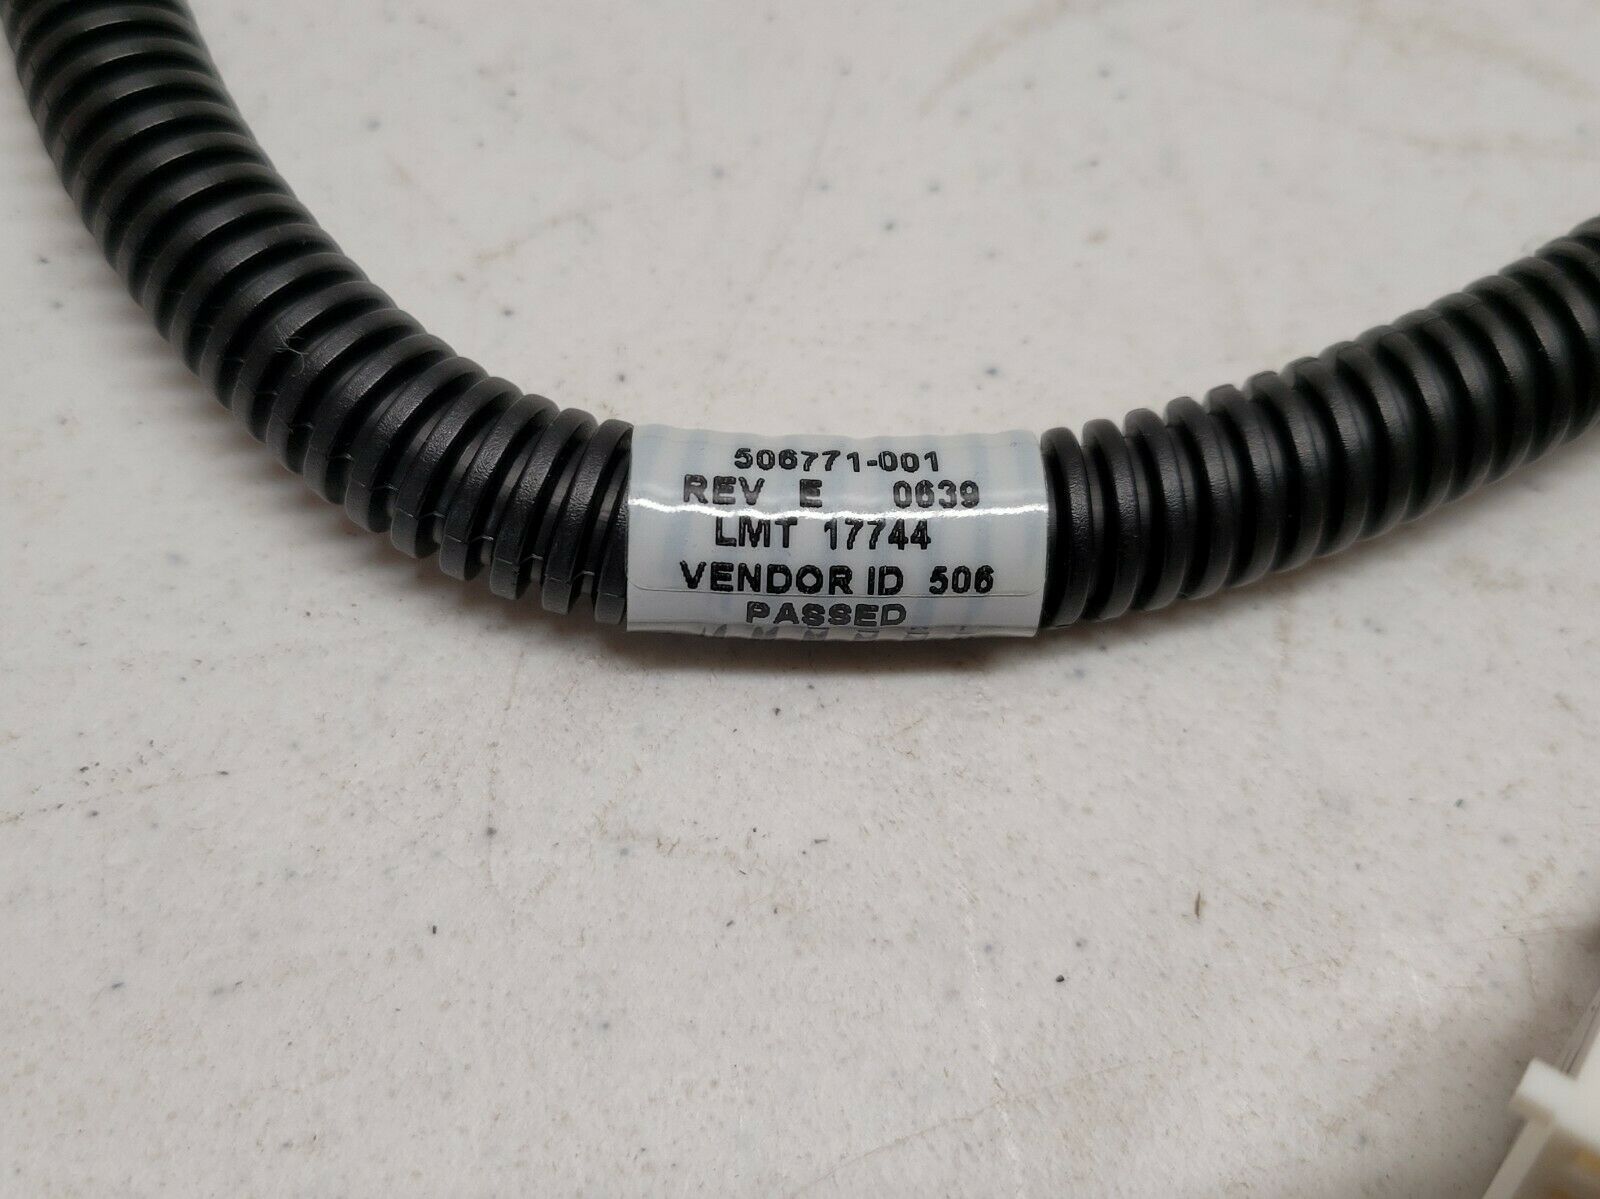 506771-001
REV E 0639
LMT 17744
VENDOR ID 506
PASSED